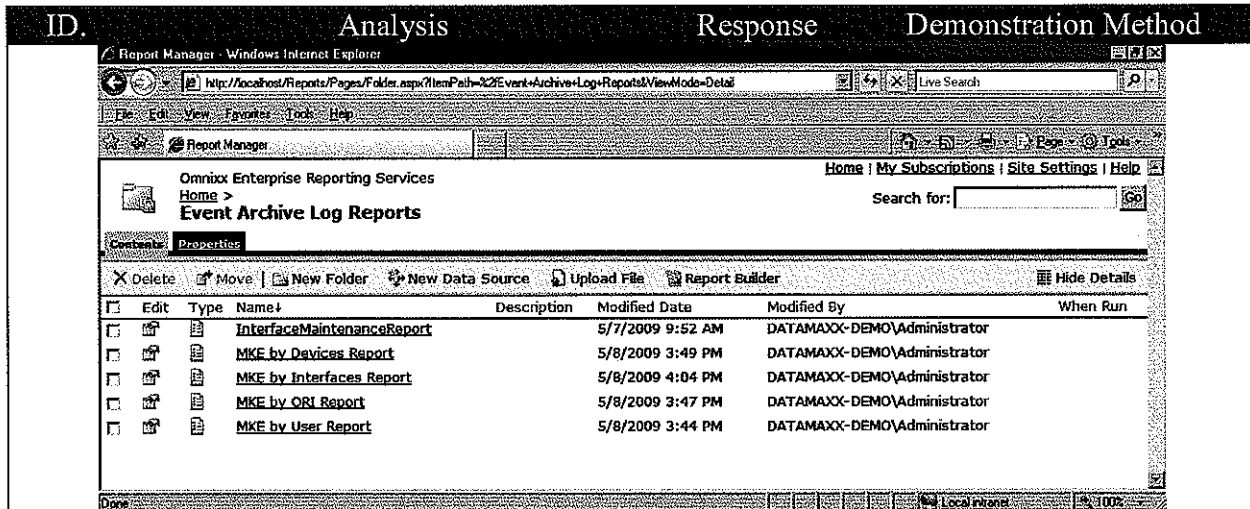 ID. Analysis Response Demonstration Method
Report Manager - Windows Internet Explorer
http://localhost/Reports/Pages/Folder.aspx?ItemPath=%2fEvent+Archive+Log+Reports&ViewMode=Detail Live Search
File Edit View Favorites Tools Help
Report Manager Page Tools
Home | My Subscriptions | Site Settings | Help
Omnixx Enterprise Reporting Services
Home >
Search for: Go
Event Archive Log Reports
Contents Properties
Delete Move | New Folder New Data Source Upload File Report Builder Hide Details
Edit Type Name↓ Description Modified Date Modified By When Run
InterfaceMaintenanceReport 5/7/2009 9:52 AM DATAMAXX-DEMO\Administrator
MKE by Devices Report 5/8/2009 3:49 PM DATAMAXX-DEMO\Administrator
MKE by Interfaces Report 5/8/2009 4:04 PM DATAMAXX-DEMO\Administrator
MKE by ORI Report 5/8/2009 3:47 PM DATAMAXX-DEMO\Administrator
MKE by User Report 5/8/2009 3:44 PM DATAMAXX-DEMO\Administrator
Done Local intranet 100%